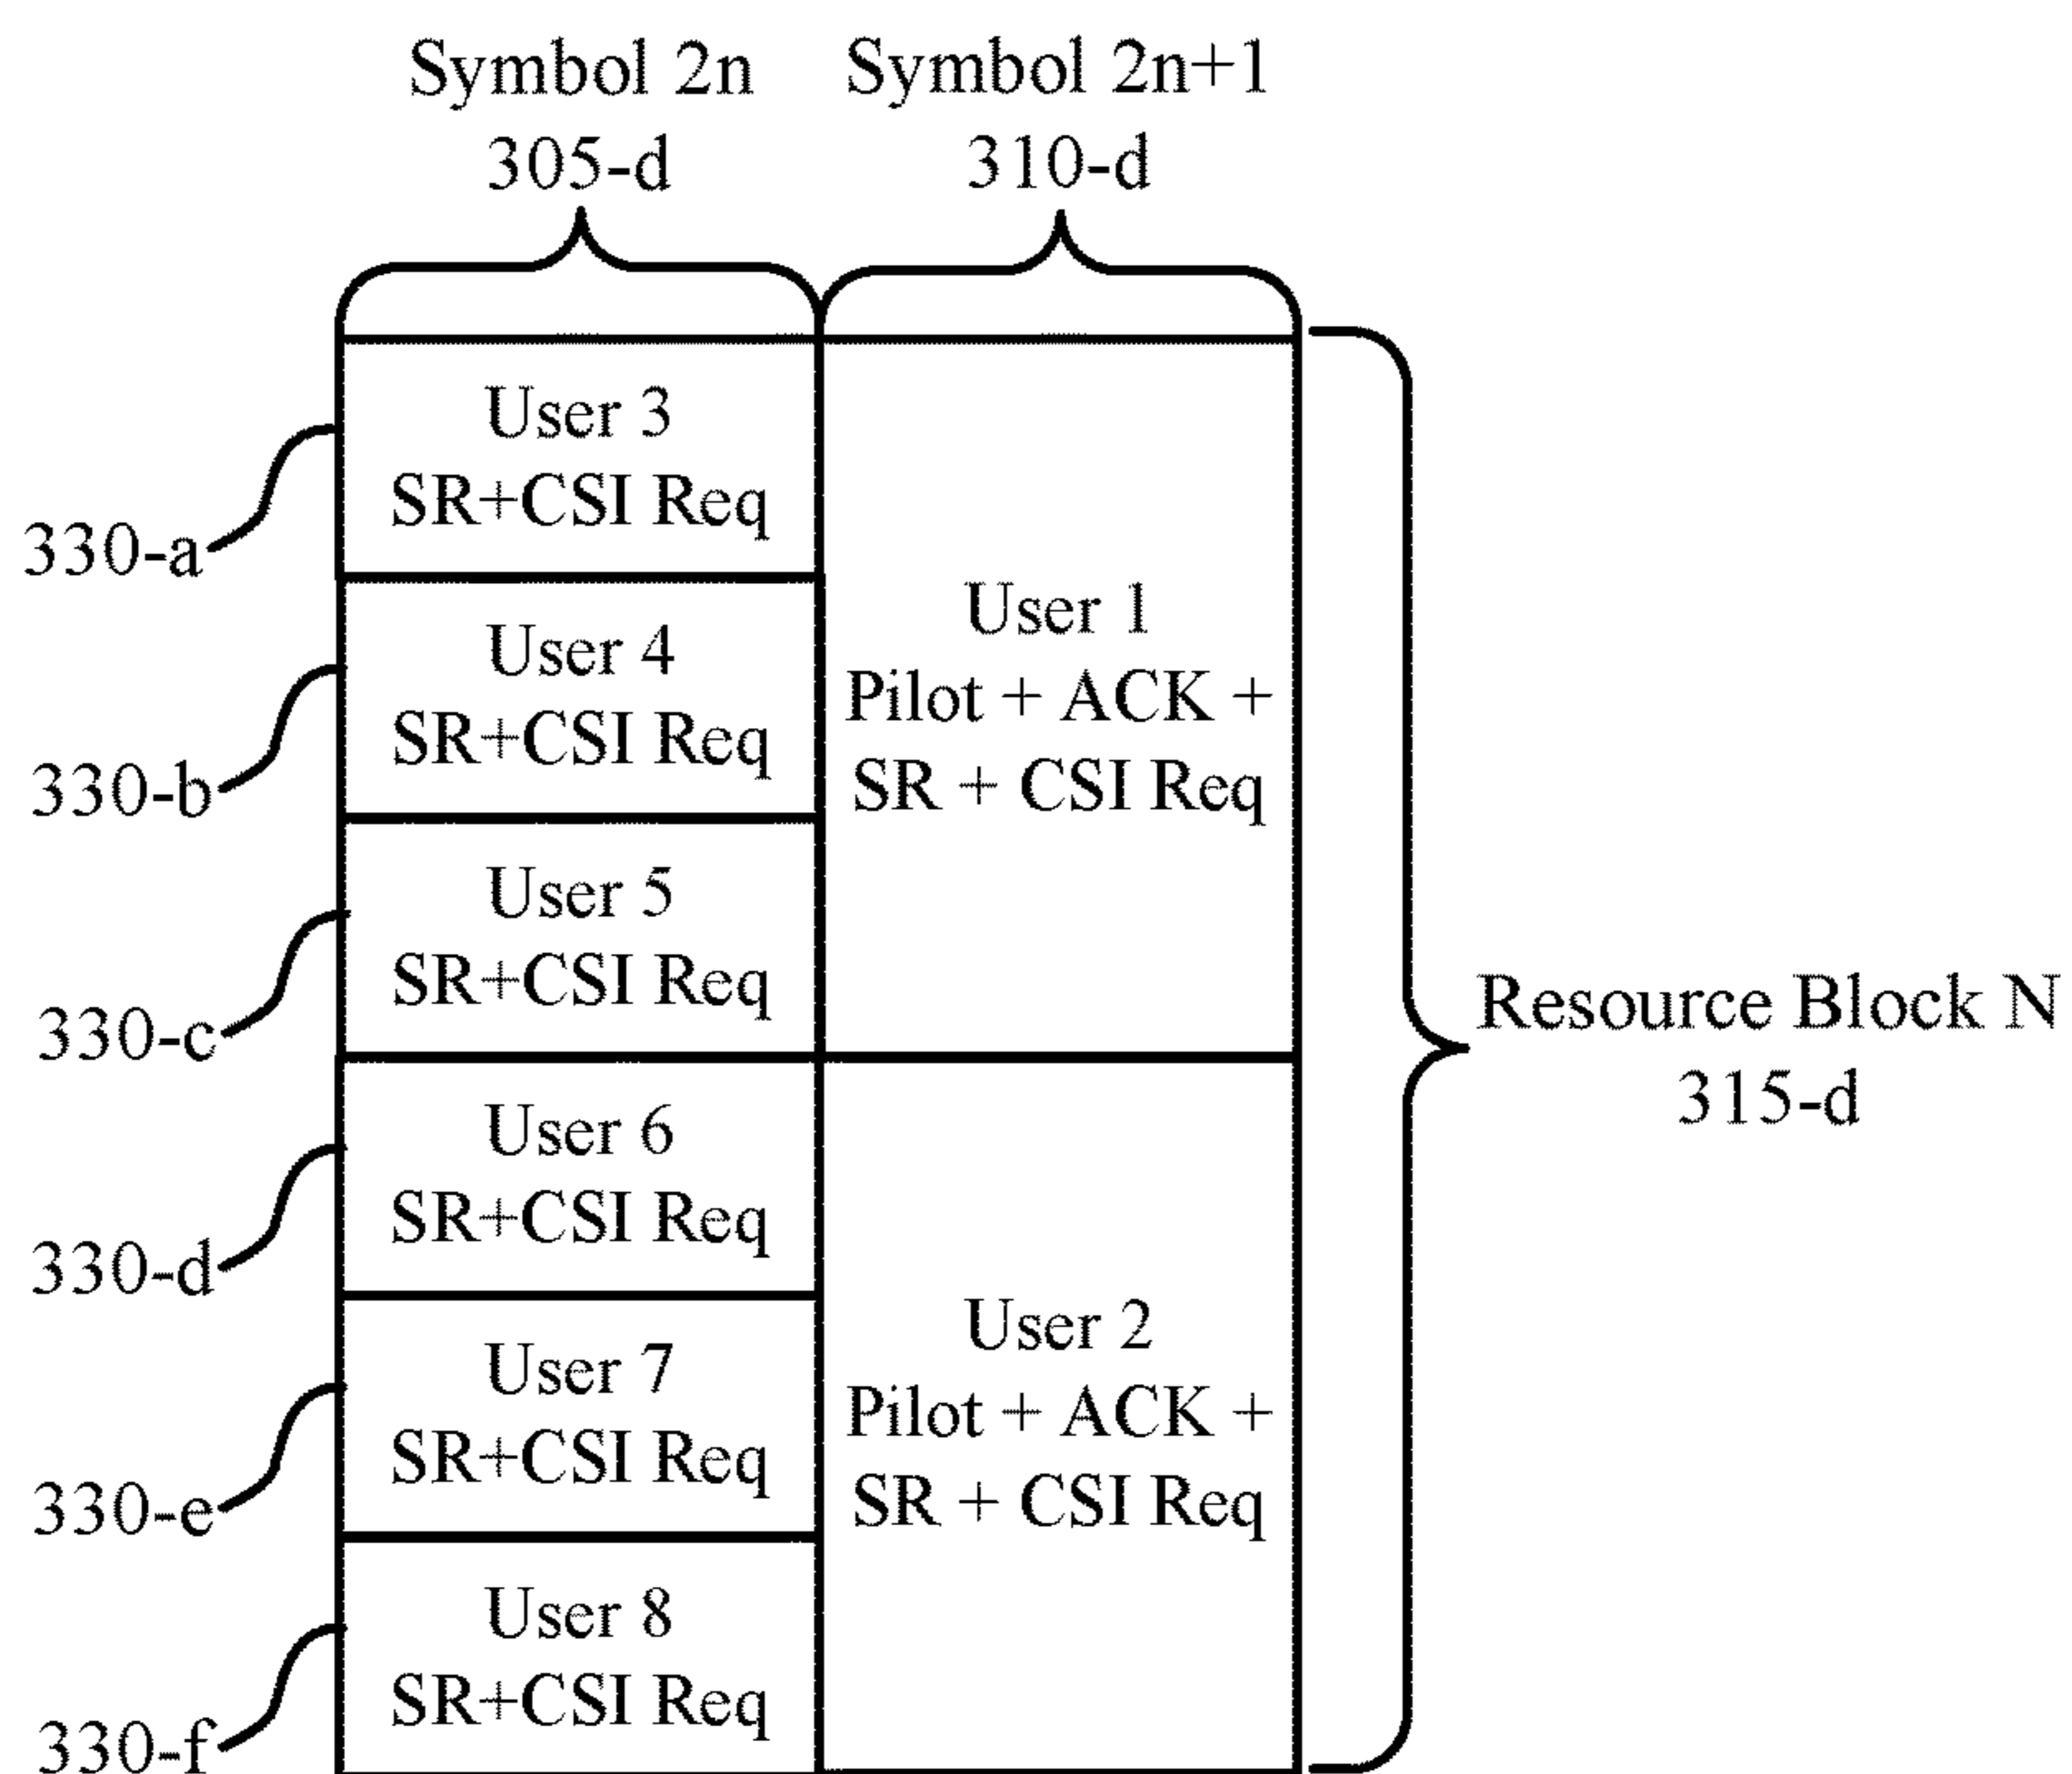 Symbol 2n
305-d
Symbol 2n+1
310-d
User 3
SR+CSI Req
330-a
User 4
SR+CSI Req
330-b
User 5
SR+CSI Req
330-c
User 6
SR+CSI Req
330-d
User 7
SR+CSI Req
330-e
User 8
SR+CSI Req
330-f
User 1
Pilot + ACK +
SR + CSI Req
User 2
Pilot + ACK +
SR + CSI Req
Resource Block N
315-d